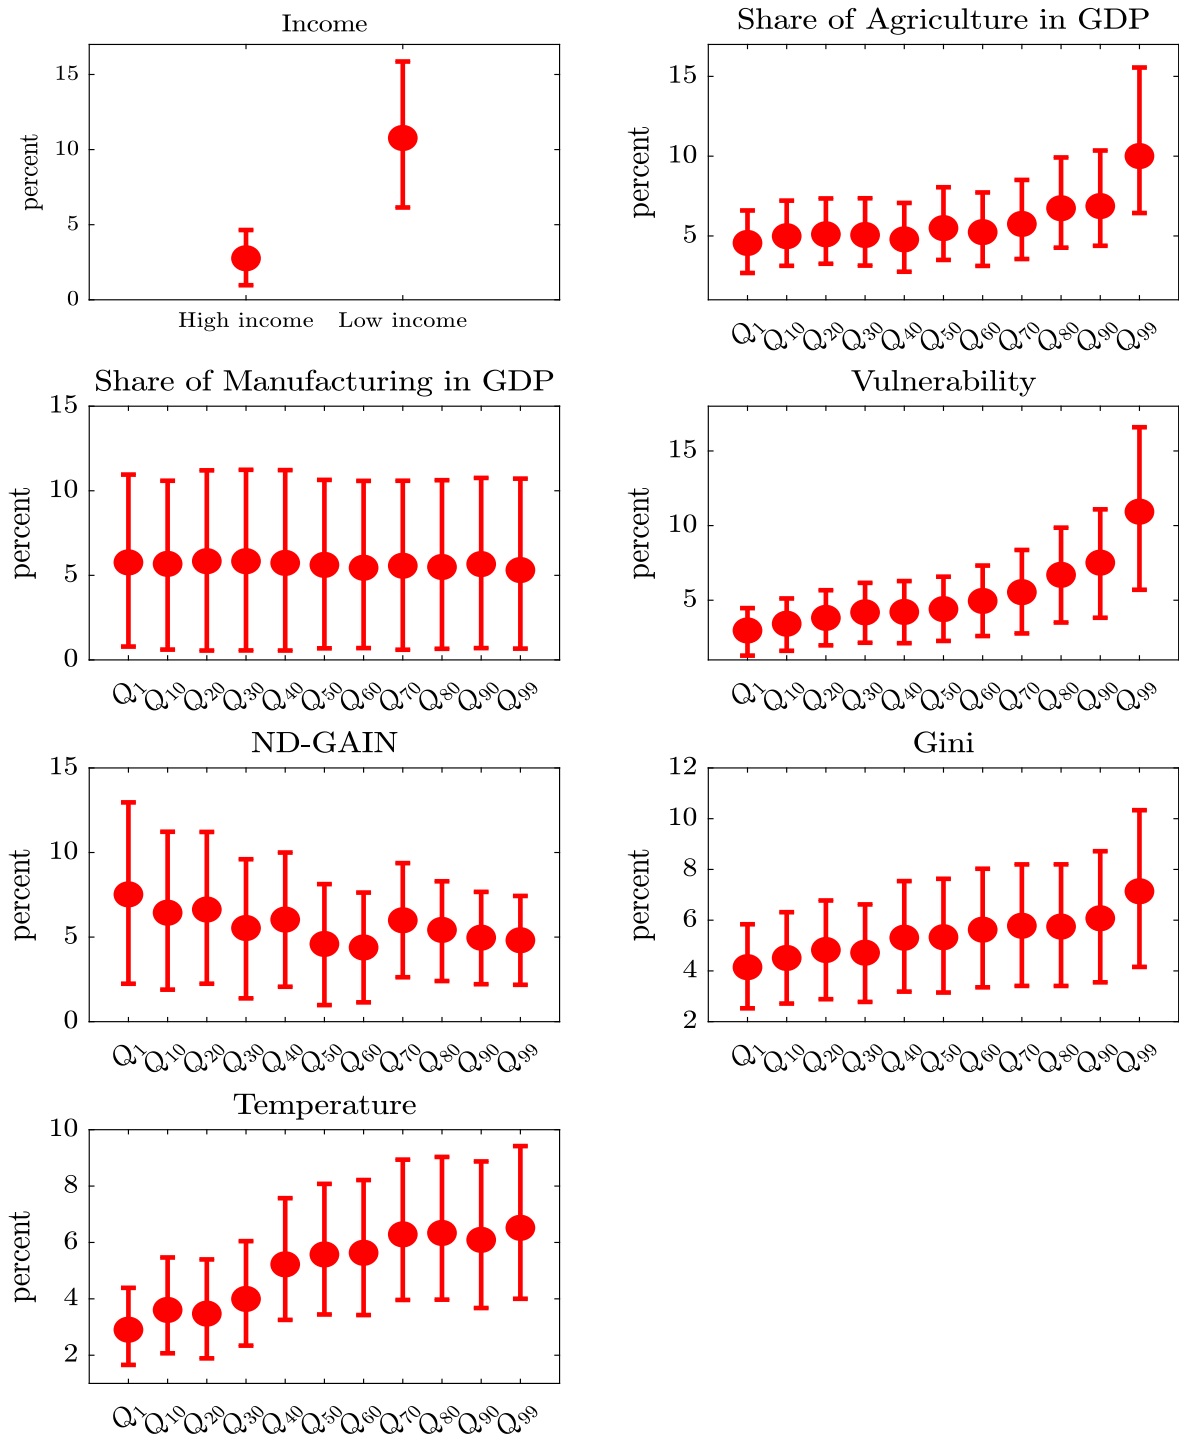 Income
percent
15
10
5
0
High income Low income
Share of Agriculture in GDP
percent
15
10
5
Q1 Q10 Q20 Q30 Q40 Q50 Q60 Q70 Q80 Q90 Q99
Share of Manufacturing in GDP
percent
15
10
5
0
Q1 Q10 Q20 Q30 Q40 Q50 Q60 Q70 Q80 Q90 Q99
Vulnerability
percent
15
10
5
Q1 Q10 Q20 Q30 Q40 Q50 Q60 Q70 Q80 Q90 Q99
ND-GAIN
percent
15
10
5
0
Q1 Q10 Q20 Q30 Q40 Q50 Q60 Q70 Q80 Q90 Q99
Gini
percent
12
10
8
6
4
2
Q1 Q10 Q20 Q30 Q40 Q50 Q60 Q70 Q80 Q90 Q99
Temperature
percent
10
8
6
4
2
Q1 Q10 Q20 Q30 Q40 Q50 Q60 Q70 Q80 Q90 Q99